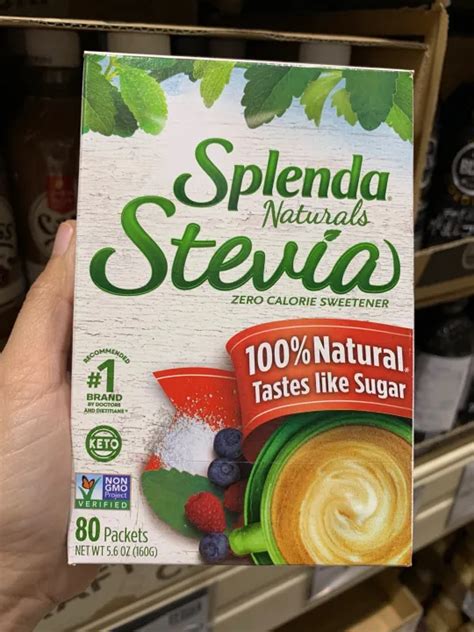 Splenda®
Naturals
Stevia
ZERO CALORIE SWEETENER
100% Natural.
Tastes like Sugar
RECOMMENDED
#1
BRAND
BY DOCTORS
AND DIETITIANS*
KETO
NON
GMO
Project
VERIFIED
80 Packets
NET WT 5.6 OZ (160G)